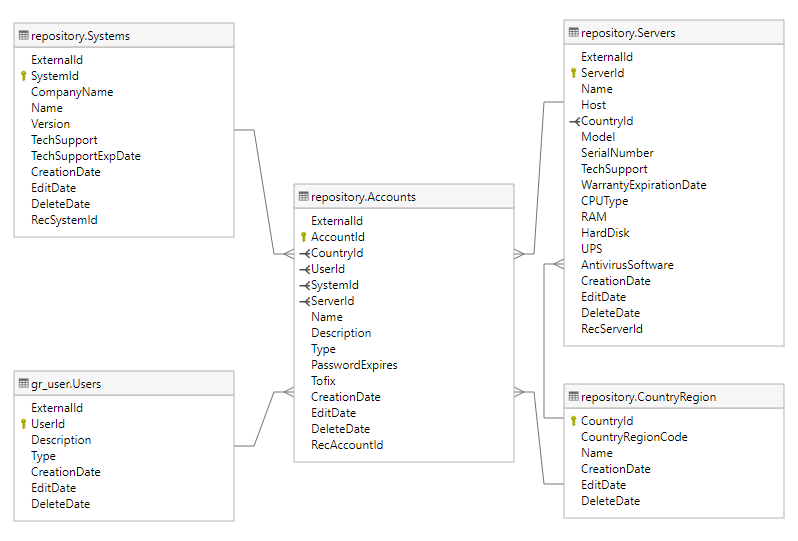 repository.Systems
ExternalId
SystemId
CompanyName
Name
Version
TechSupport
TechSupportExpDate
CreationDate
EditDate
DeleteDate
RecSystemId
gr_user.Users
ExternalId
UserId
Description
Type
CreationDate
EditDate
DeleteDate
repository.Accounts
ExternalId
AccountId
CountryId
UserId
SystemId
ServerId
Name
Description
Type
PasswordExpires
Tofix
CreationDate
EditDate
DeleteDate
RecAccountId
repository.Servers
ExternalId
ServerId
Name
Host
CountryId
Model
SerialNumber
TechSupport
WarrantyExpirationDate
CPUType
RAM
HardDisk
UPS
AntivirusSoftware
CreationDate
EditDate
DeleteDate
RecServerId
repository.CountryRegion
CountryId
CountryRegionCode
Name
CreationDate
EditDate
DeleteDate